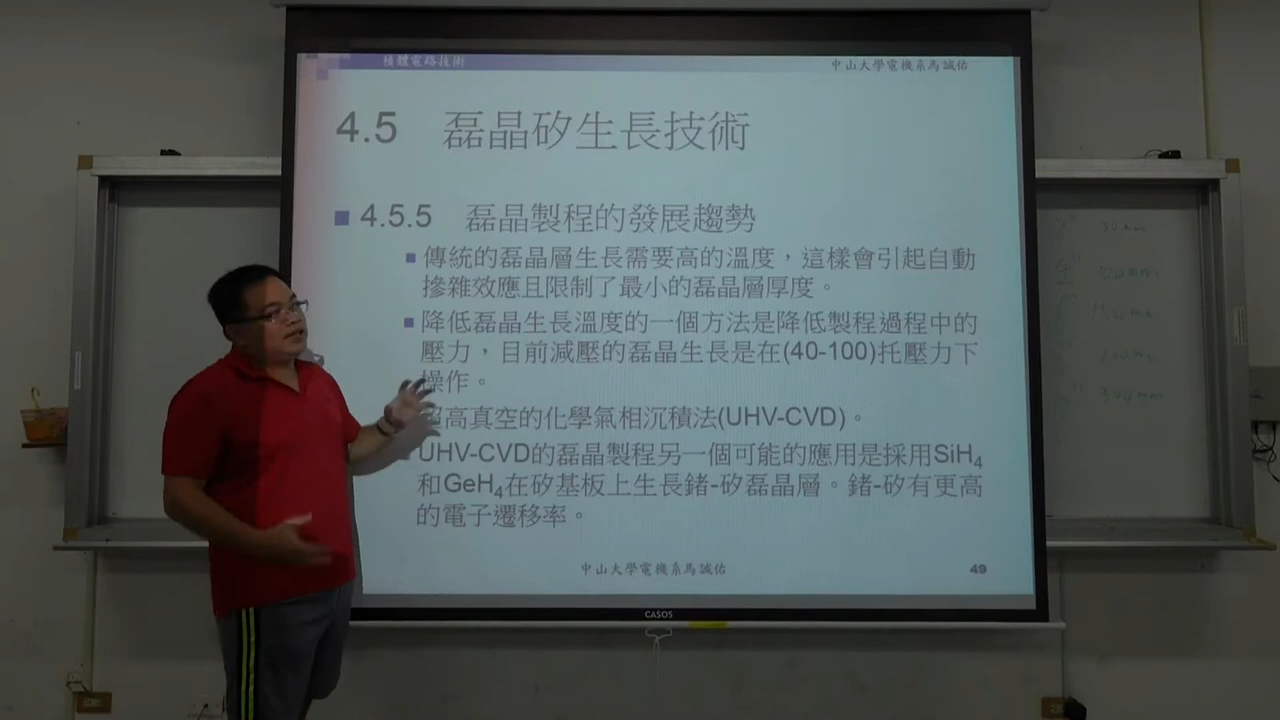 積體電路技術
中山大學電機系馬誠佑
4.5 磊晶矽生長技術
4.5.5 磊晶製程的發展趨勢
傳統的磊晶層生長需要高的溫度，這樣會引起自動
摻雜效應且限制了最小的磊晶層厚度。
降低磊晶生長溫度的一個方法是降低製程過程中的
壓力，目前減壓的磊晶生長是在(40-100)托壓力下
操作。
超高真空的化學氣相沉積法(UHV-CVD)。
UHV-CVD的磊晶製程另一個可能的應用是採用SiH4
和GeH4在矽基板上生長鍺-矽磊晶層。鍺-矽有更高
的電子遷移率。
中山大學電機系馬誠佑
49
CASOS
4"
300mm